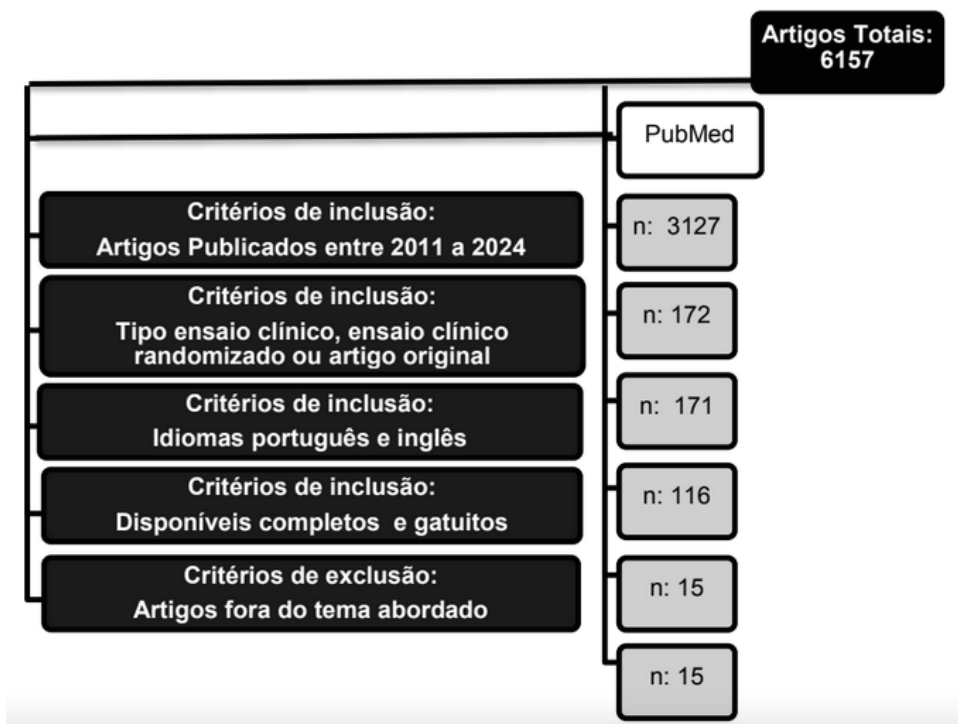 Artigos Totais:
6157
PubMed
Critérios de inclusão:
Artigos Publicados entre 2011 a 2024
n: 3127
Critérios de inclusão:
Tipo ensaio clínico, ensaio clínico
randomizado ou artigo original
n: 172
Critérios de inclusão:
Idiomas português e inglês
n: 171
Critérios de inclusão:
Disponíveis completos e gatuitos
n: 116
Critérios de exclusão:
Artigos fora do tema abordado
n: 15
n: 15